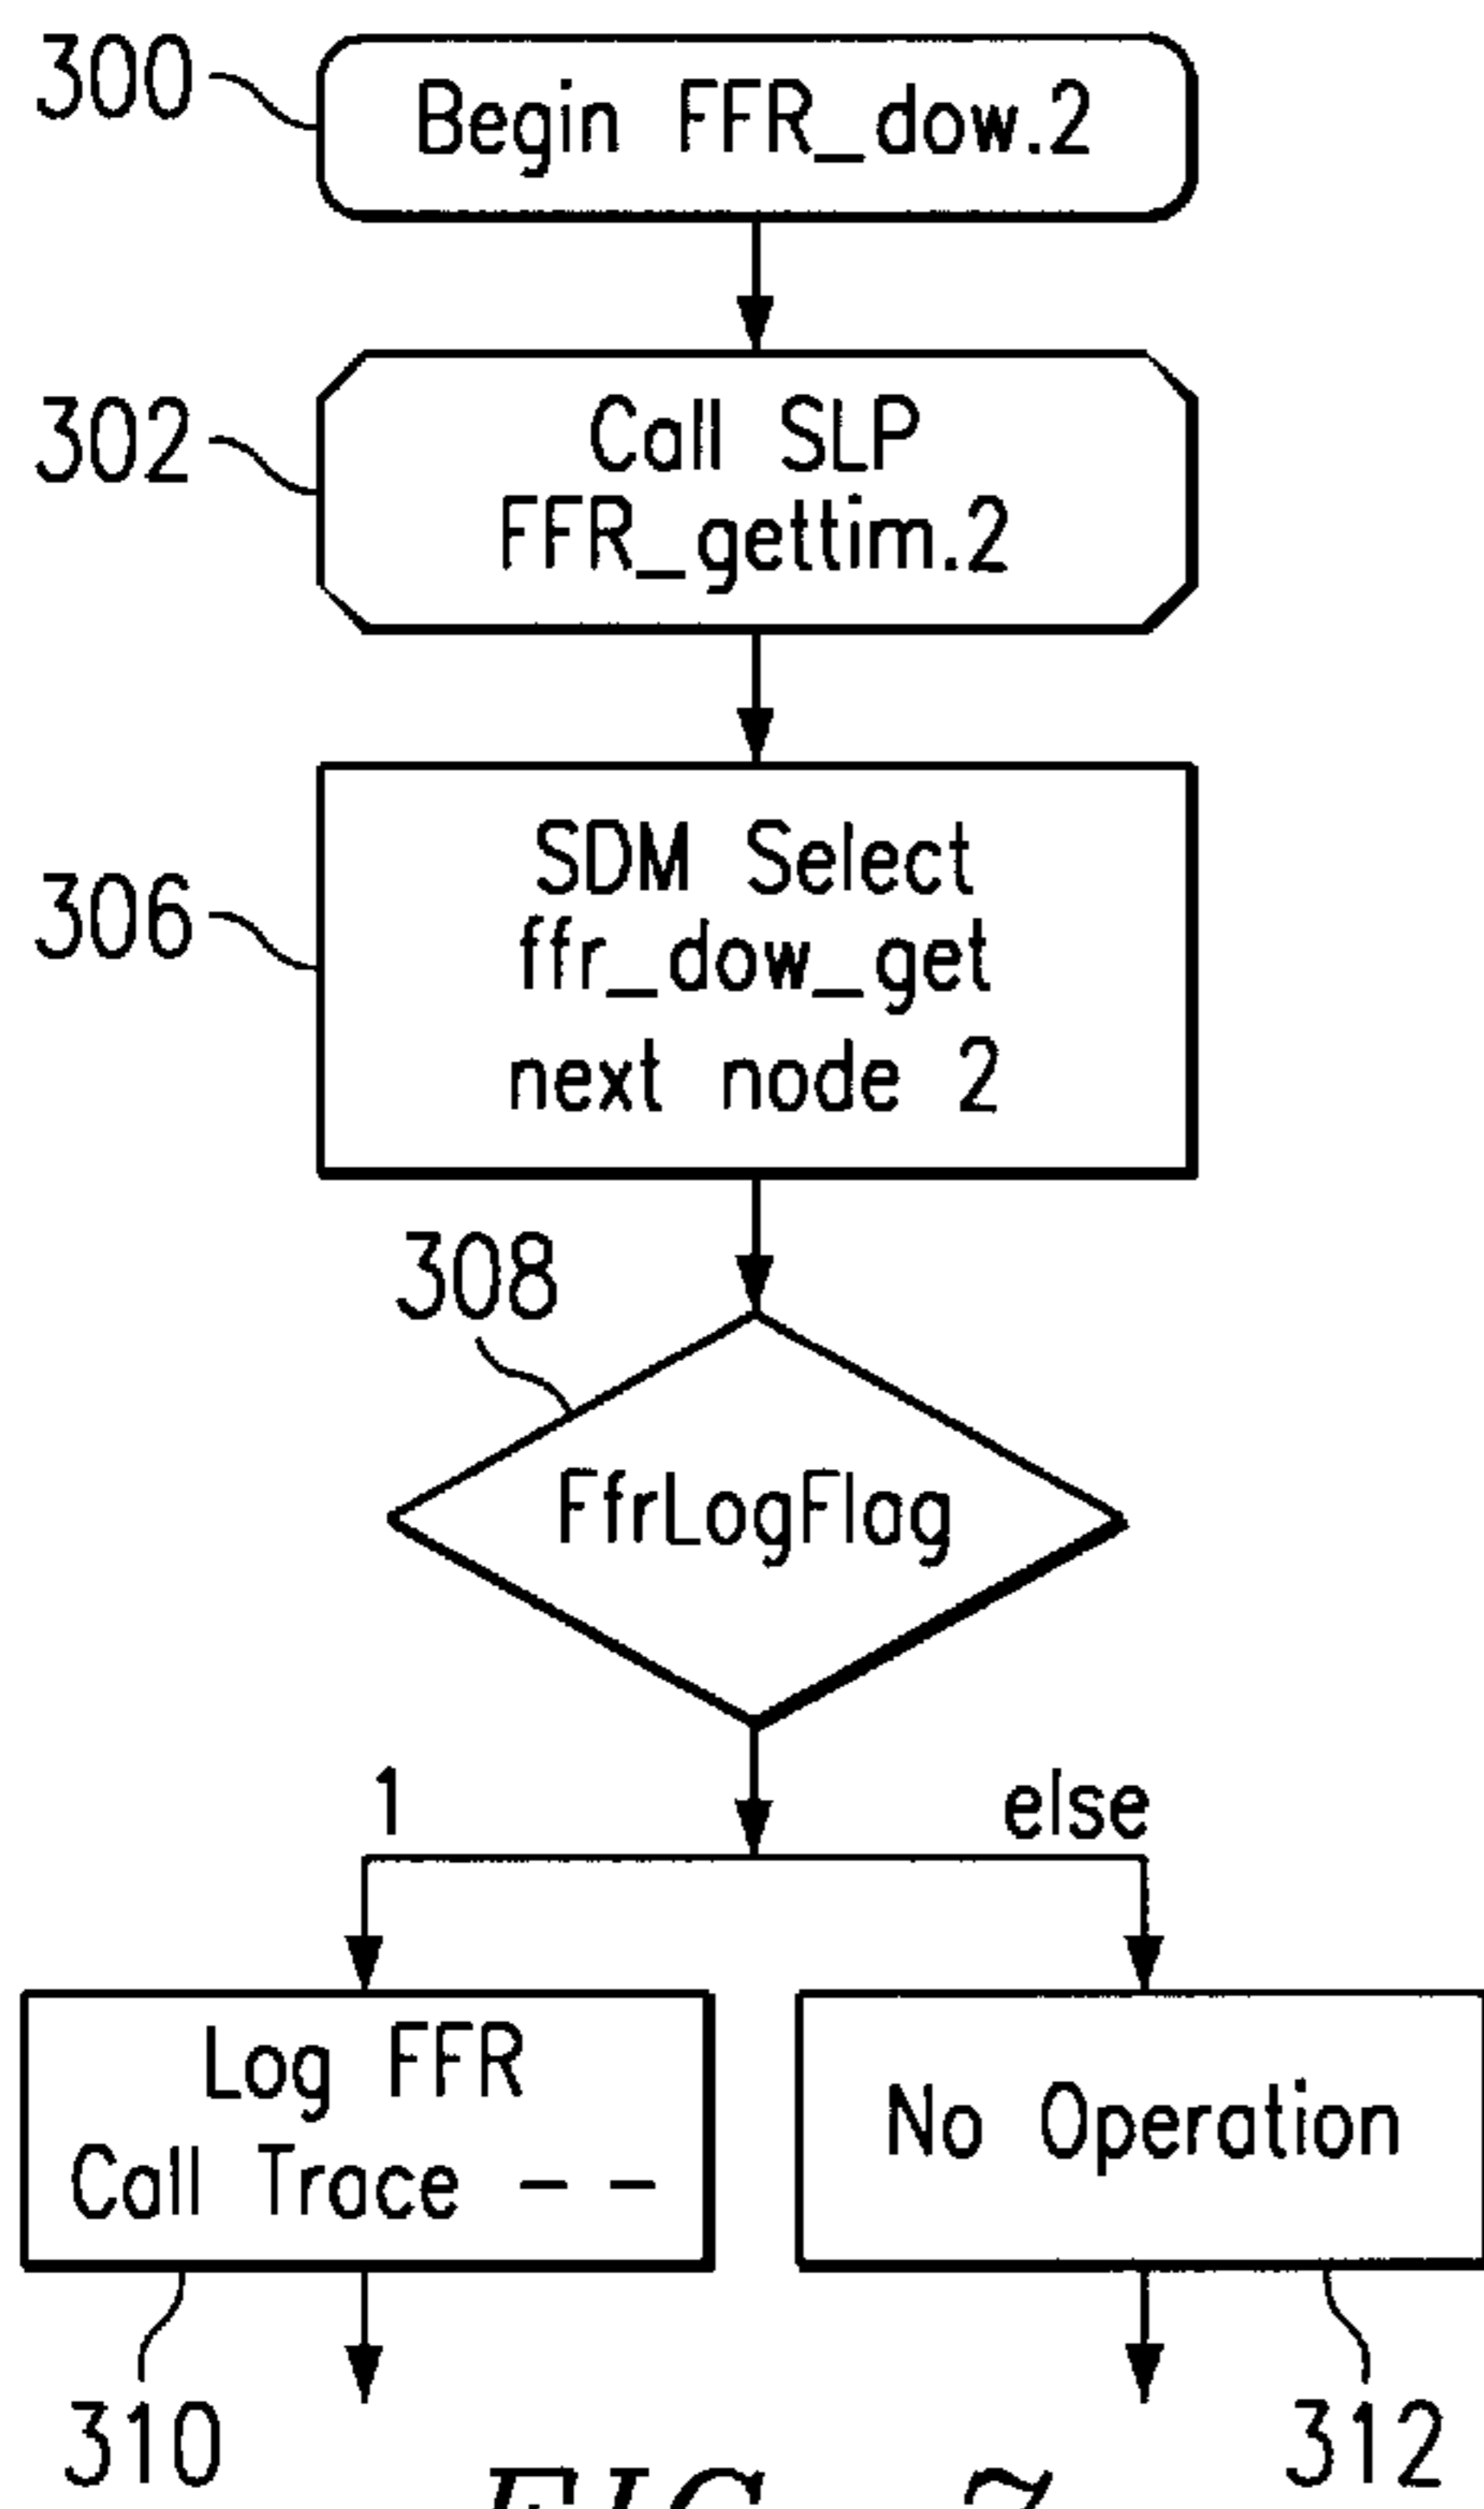 300
Begin FFR_dow.2
302
Call SLP
FFR_gettim.2
306
SDM Select
ffr_dow_get
next node 2
308
FfrLogFlag
1
else
Log FFR
Call Trace --
No Operation
310
312